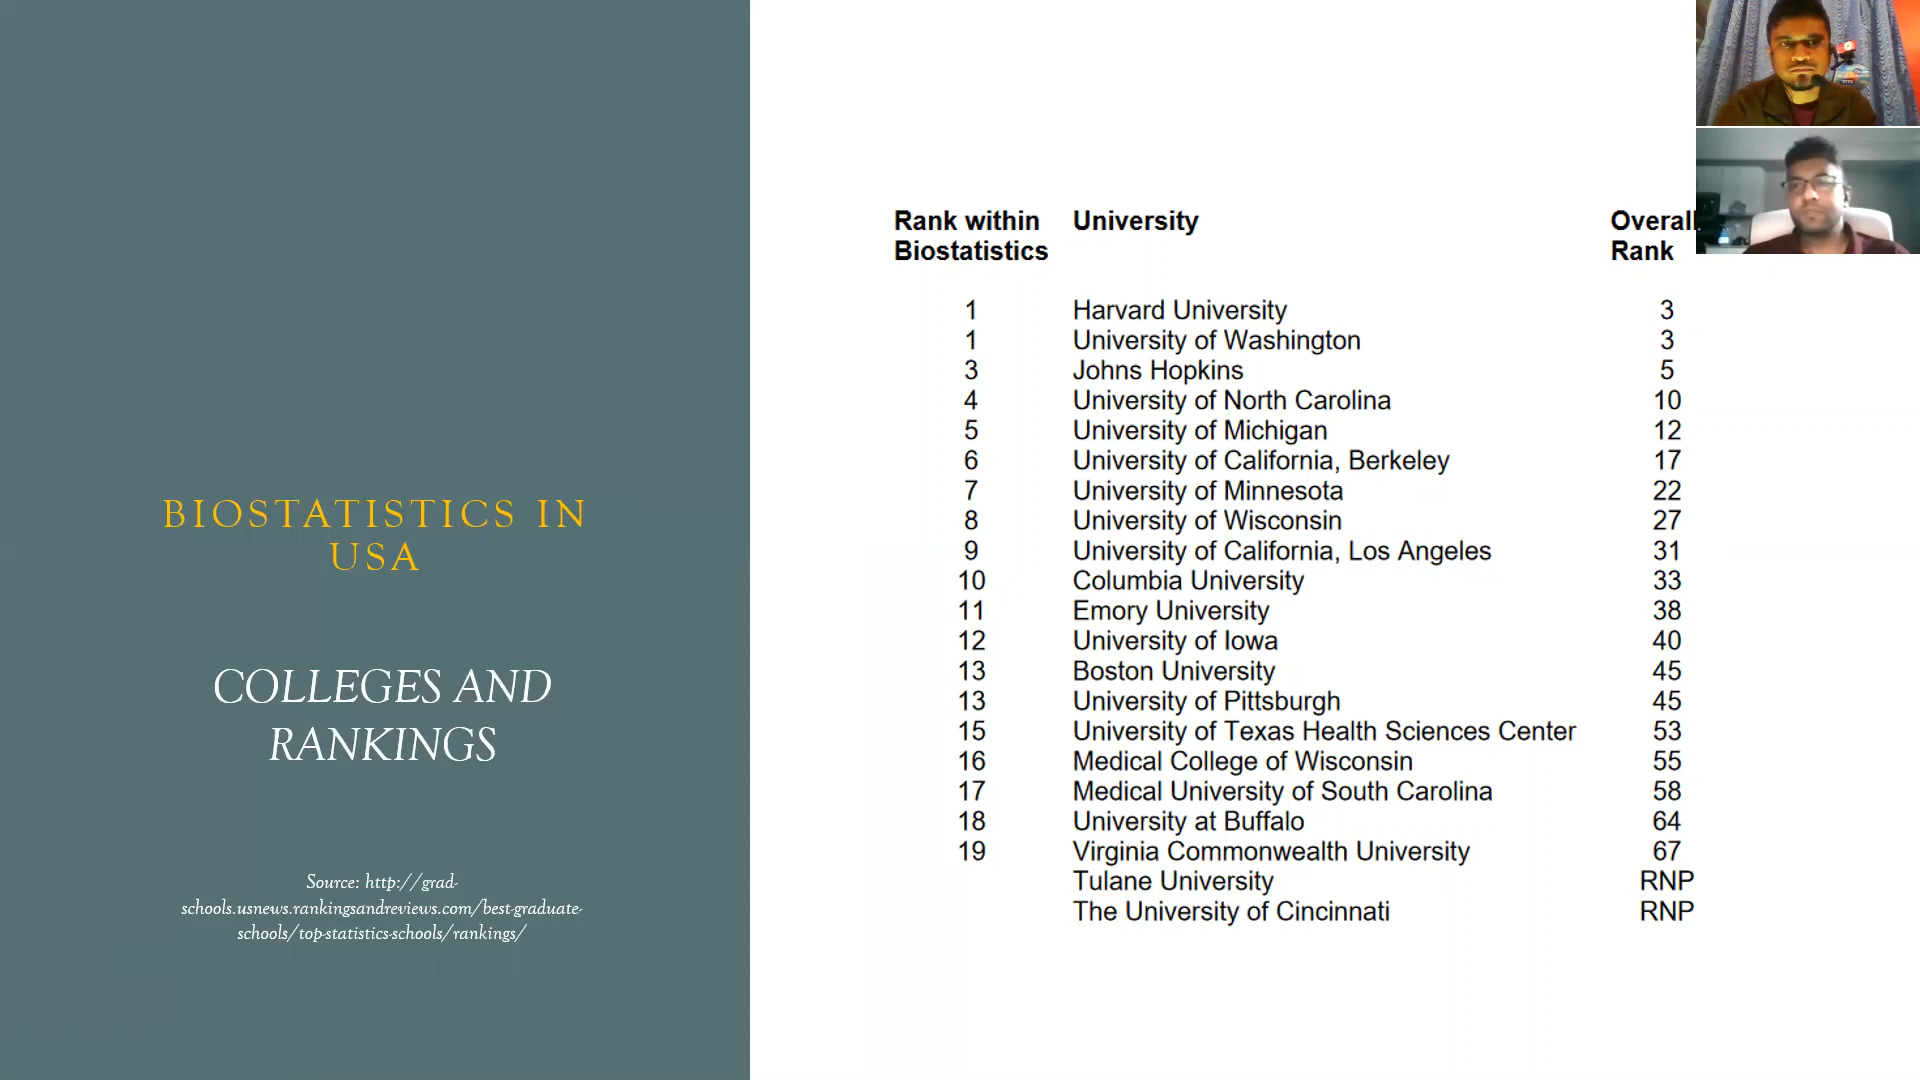 BIOSTATISTICS IN
USA
COLLEGES AND
RANKINGS
Source: http://grad-
schools.usnews.rankingsandreviews.com/best-graduate-
schools/top-statistics-schools/rankings/
Rank within University Overall
Biostatistics Rank
1 Harvard University 3
1 University of Washington 3
3 Johns Hopkins 5
4 University of North Carolina 10
5 University of Michigan 12
6 University of California, Berkeley 17
7 University of Minnesota 22
8 University of Wisconsin 27
9 University of California, Los Angeles 31
10 Columbia University 33
11 Emory University 38
12 University of Iowa 40
13 Boston University 45
13 University of Pittsburgh 45
15 University of Texas Health Sciences Center 53
16 Medical College of Wisconsin 55
17 Medical University of South Carolina 58
18 University at Buffalo 64
19 Virginia Commonwealth University 67
Tulane University RNP
The University of Cincinnati RNP